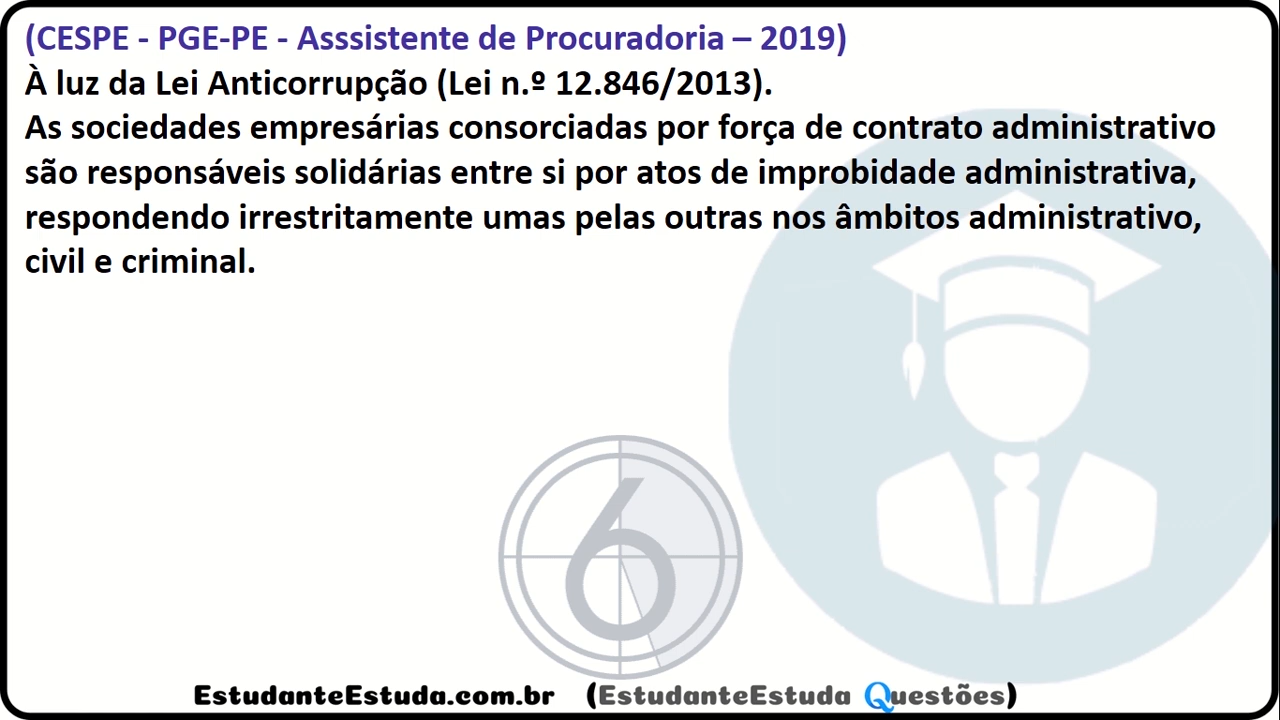 (CESPE - PGE-PE - Asssistente de Procuradoria – 2019)
À luz da Lei Anticorrupção (Lei n.º 12.846/2013).
As sociedades empresárias consorciadas por força de contrato administrativo
são responsáveis solidárias entre si por atos de improbidade administrativa,
respondendo irrestritamente umas pelas outras nos âmbitos administrativo,
civil e criminal.
6
EstudanteEstuda.com.br (EstudanteEstuda Questões)